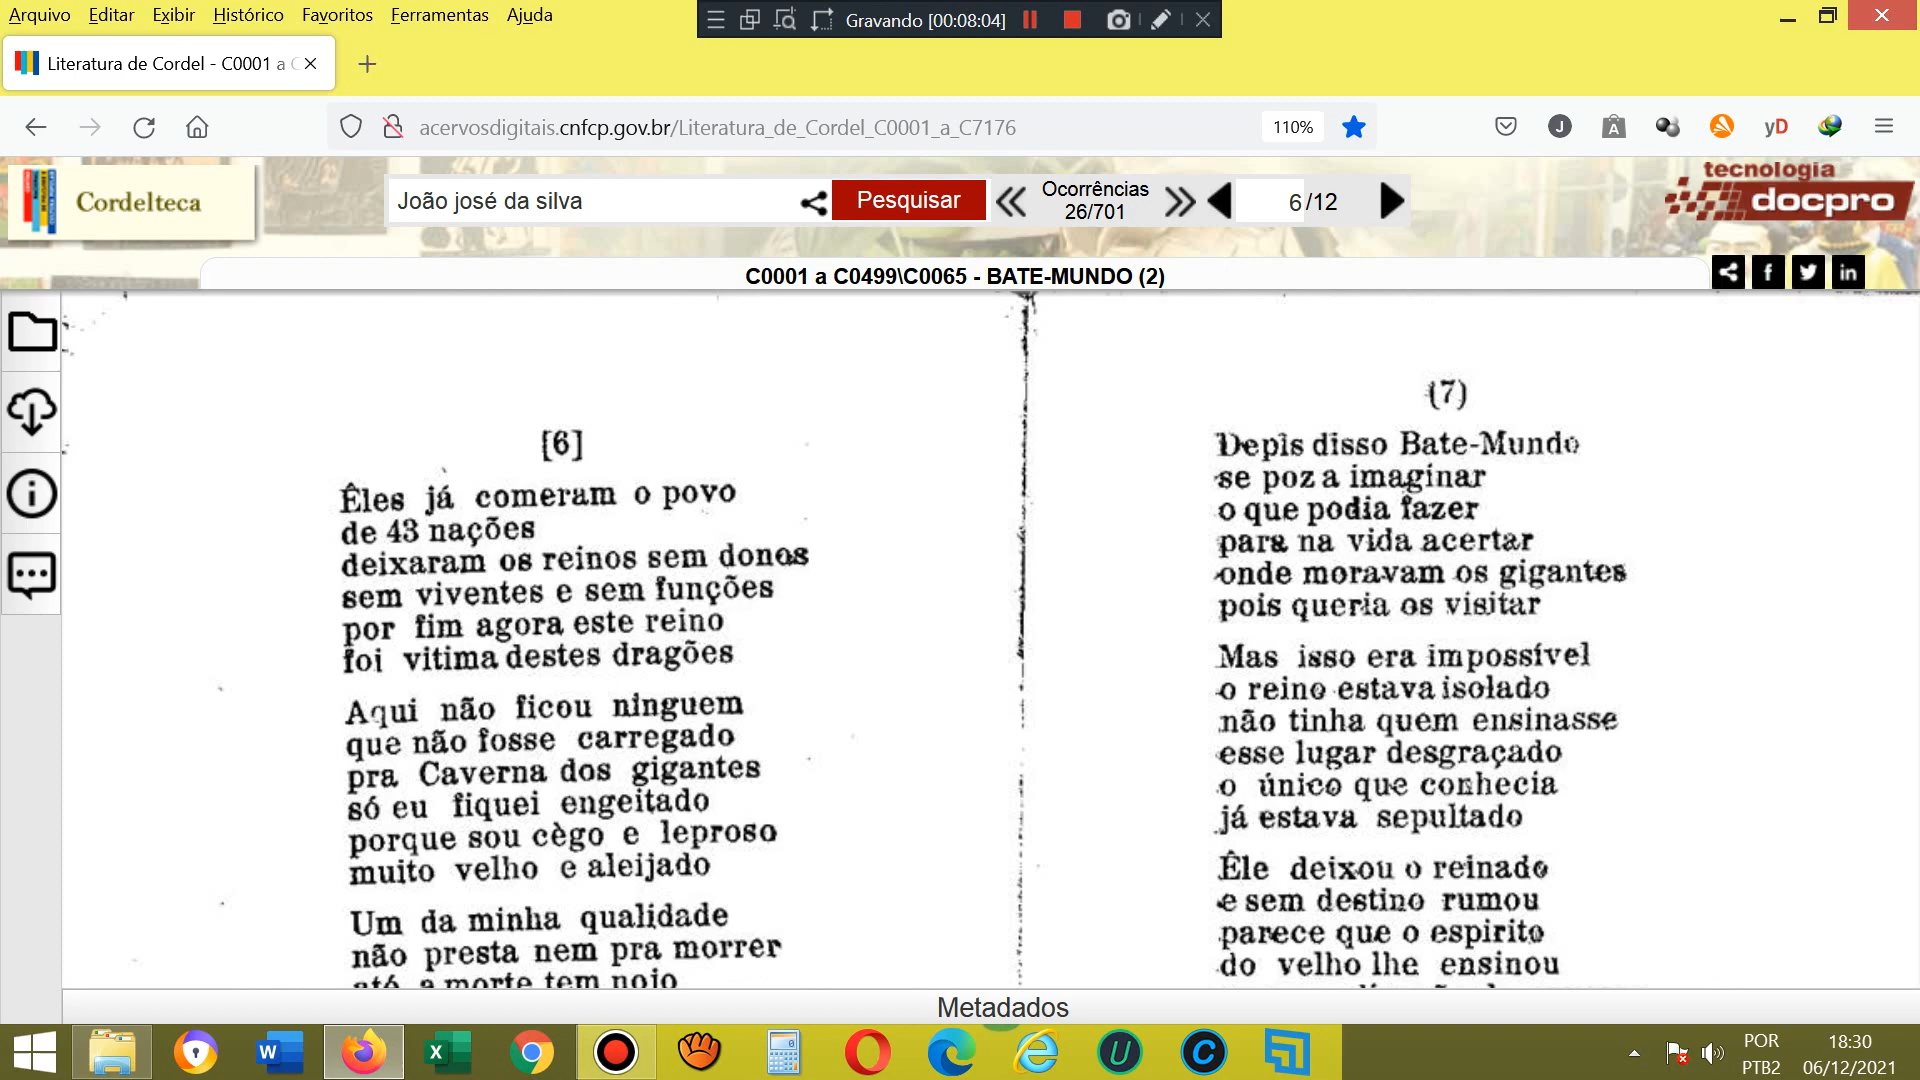 Arquivo Editar Exibir Histórico Favoritos Ferramentas Ajuda
Gravando [00:08:04]
Literatura de Cordel - C0001 a C
acervosdigitais.cnfcp.gov.br/Literatura_de_Cordel_C0001_a_C7176
110%
Cordelteca
João josé da silva
Pesquisar
Ocorrências
26/701
6 /12
tecnologia
docpro
C0001 a C0499\C0065 - BATE-MUNDO (2)
[6]
Êles já comeram o povo
de 43 nações
deixaram os reinos sem donos
sem viventes e sem funções
por fim agora este reino
foi vitima destes dragões
Aqui não ficou ninguem
que não fosse carregado
pra Caverna dos gigantes
só eu fiquei engeitado
porque sou cègo e leproso
muito velho e aleijado
Um da minha qualidade
não presta nem pra morrer
até a morte tem nojo
(7)
Depis disso Bate-Mundo
se poz a imaginar
o que podia fazer
para na vida acertar
onde moravam os gigantes
pois queria os visitar
Mas isso era impossível
o reino estava isolado
não tinha quem ensinasse
esse lugar desgraçado
o único que conhecia
já estava sepultado
Êle deixou o reinado
e sem destino rumou
parece que o espirito
do velho lhe ensinou
Metadados
POR
PTB2
18:30
06/12/2021